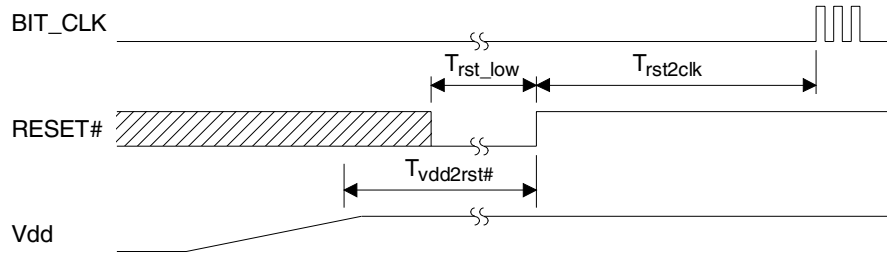 BIT_CLK
Trst_low
Trst2clk
RESET#
Tvdd2rst#
Vdd